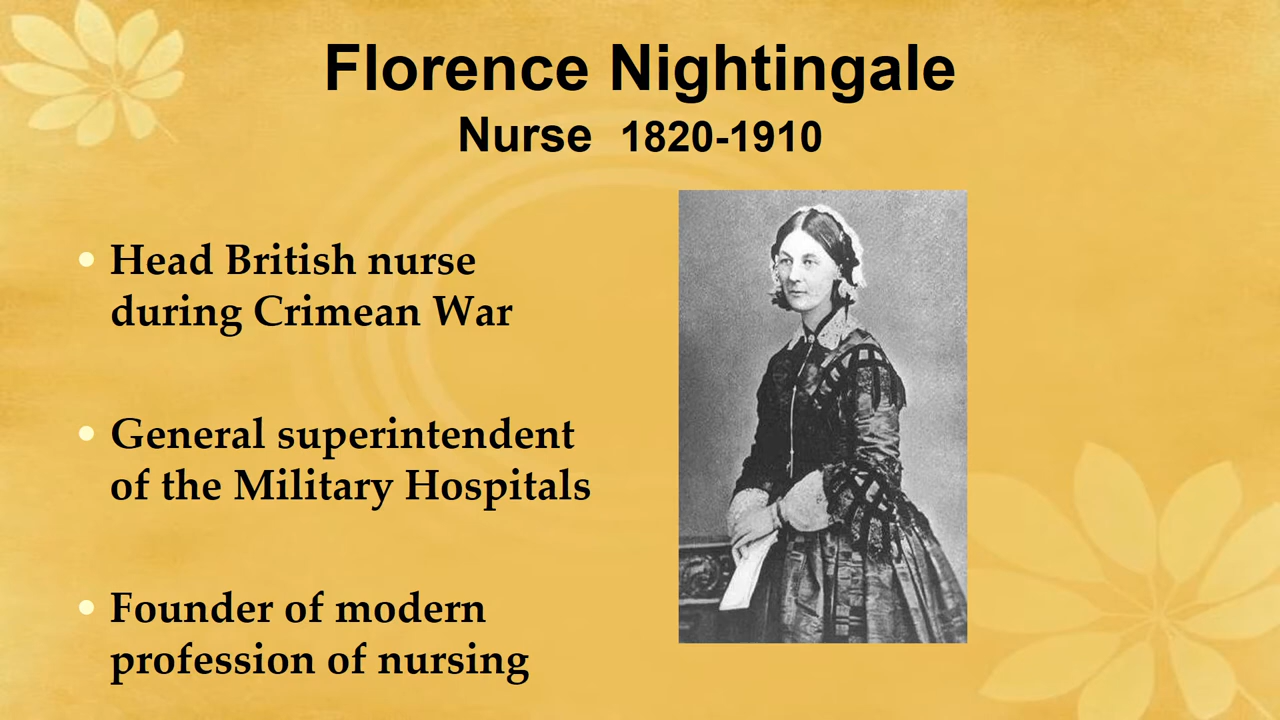 Florence Nightingale
Nurse 1820-1910
• Head British nurse
during Crimean War
• General superintendent
of the Military Hospitals
• Founder of modern
profession of nursing